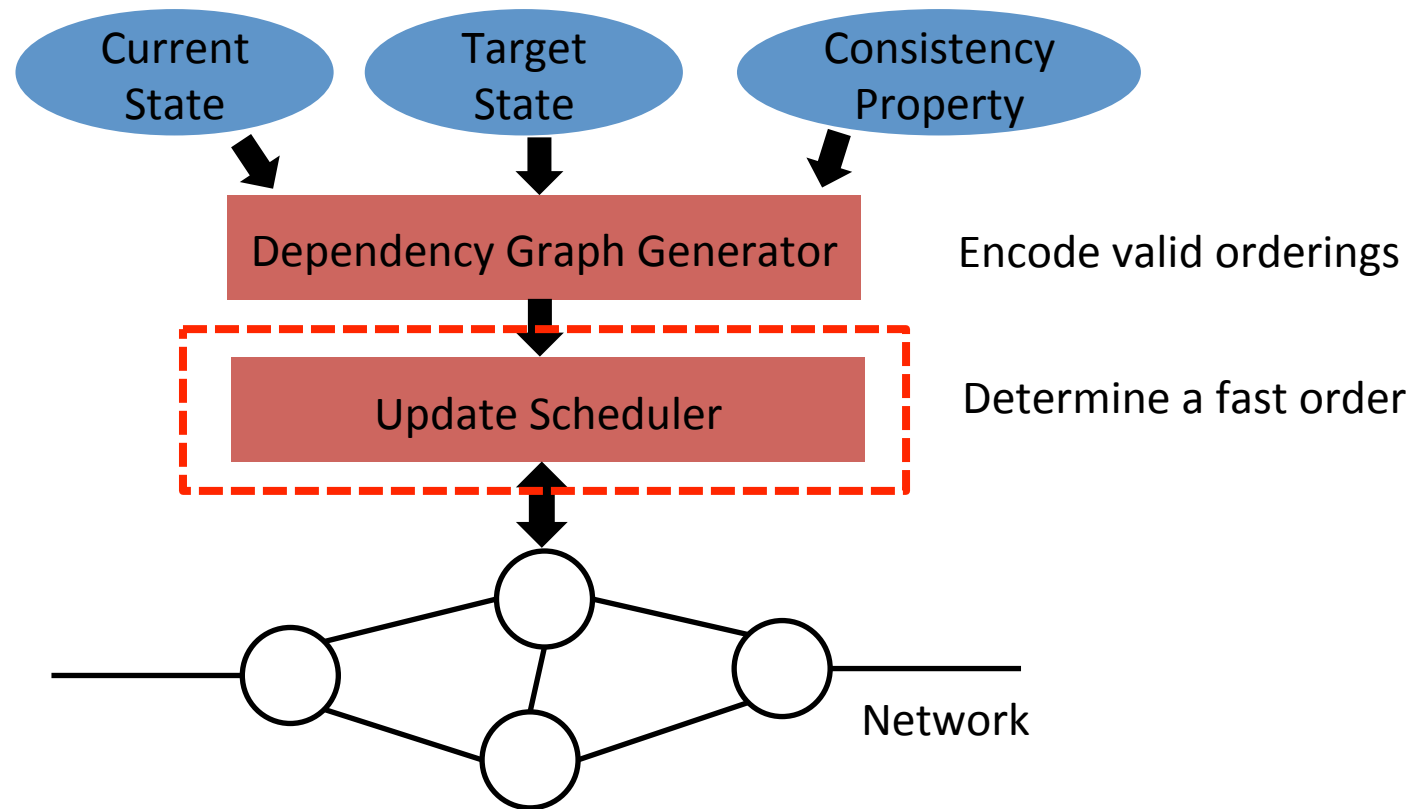 Current
State
Target
State
Consistency
Property
Dependency Graph Generator
Encode valid orderings
Update Scheduler
Determine a fast order
Network